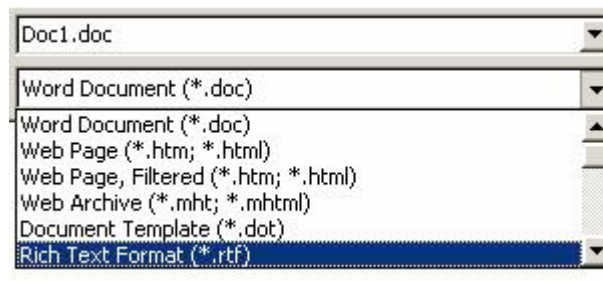 Doc1.doc
Word Document (*.doc)
Word Document (*.doc)
Web Page (*.htm; *.html)
Web Page, Filtered (*.htm; *.html)
Web Archive (*.mht; *.mhtml)
Document Template (*.dot)
Rich Text Format (*.rtf)